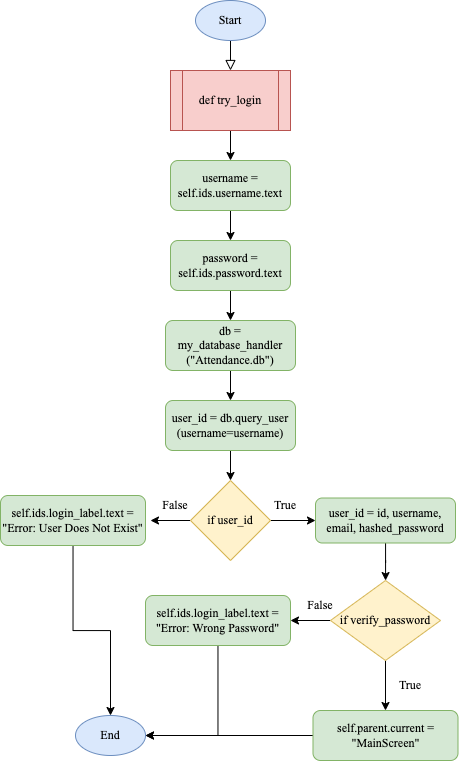 Start
def try_login
username =
self.ids.username.text
password =
self.ids.password.text
db =
my_database_handler
("Attendance.db")
user_id = db.query_user
(username=username)
False
if user_id
True
self.ids.login_label.text =
"Error: User Does Not Exist"
user_id = id, username,
email, hashed_password
self.ids.login_label.text =
"Error: Wrong Password"
False
if verify_password
True
End
self.parent.current =
"MainScreen"